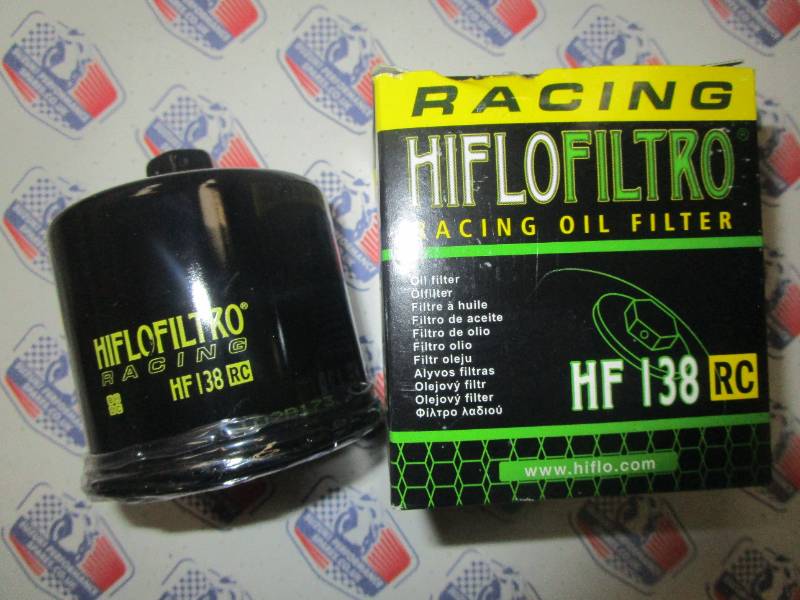 RACING
HIFLOFILTRO®
RACING OIL FILTER
Oil filter
Ölfilter
Filtre à huile
Filtro de aceite
Filtro de olio
Filtro olio
Filtr oleju
Alyvos filtras
Olejový filtr
Olejový filter
Φίλτρο λαδιού
HF 138 RC
www.hiflo.com
HIFLOFILTRO®
RACING
HF 138 RC